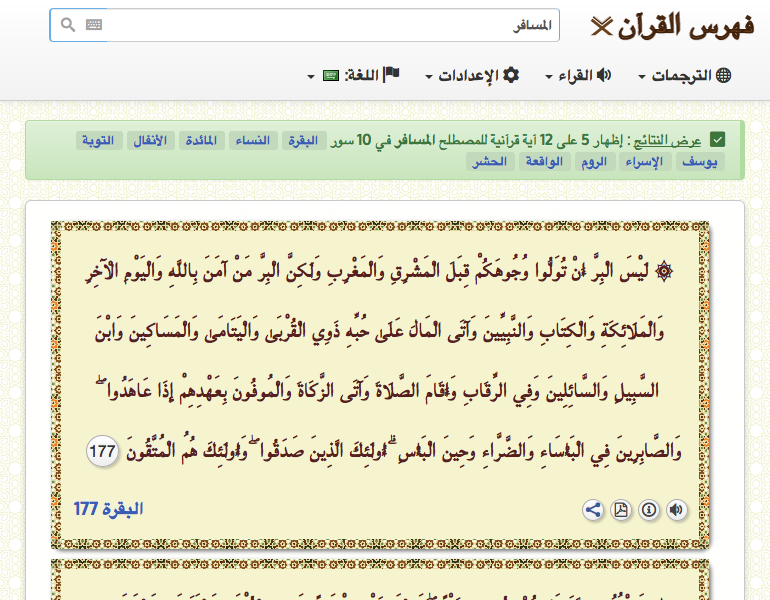 فهرس القرآن
المسافر
الترجمات القراء الإعدادات اللغة:
عرض النتائج : إظهار 5 على 12 آية قرآنية للمصطلح المسافر في 10 سور البقرة النساء المائدة الأنفال التوبة
يوسف الإسراء الروم الواقعة الحشر
۞ لَيْسَ الْبِرَّ أَنْ تُوَلُّوا وُجُوهَكُمْ قِبَلَ الْمَشْرِقِ وَالْمَغْرِبِ وَلَكِنَّ الْبِرَّ مَنْ آمَنَ بِاللَّهِ وَالْيَوْمِ الْآخِرِ
وَالْمَلَائِكَةِ وَالْكِتَابِ وَالنَّبِيِّينَ وَآتَى الْمَالَ عَلَىٰ حُبِّهِ ذَوِي الْقُرْبَىٰ وَالْيَتَامَىٰ وَالْمَسَاكِينَ وَابْنَ
السَّبِيلِ وَالسَّائِلِينَ وَفِي الرِّقَابِ وَأَقَامَ الصَّلَاةَ وَآتَى الزَّكَاةَ وَالْمُوفُونَ بِعَهْدِهِمْ إِذَا عَاهَدُوا ۖ
وَالصَّابِرِينَ فِي الْبَأْسَاءِ وَالضَّرَّاءِ وَحِينَ الْبَأْسِ ۗ أُولَٰئِكَ الَّذِينَ صَدَقُوا ۖ وَأُولَٰئِكَ هُمُ الْمُتَّقُونَ 177
البقرة 177